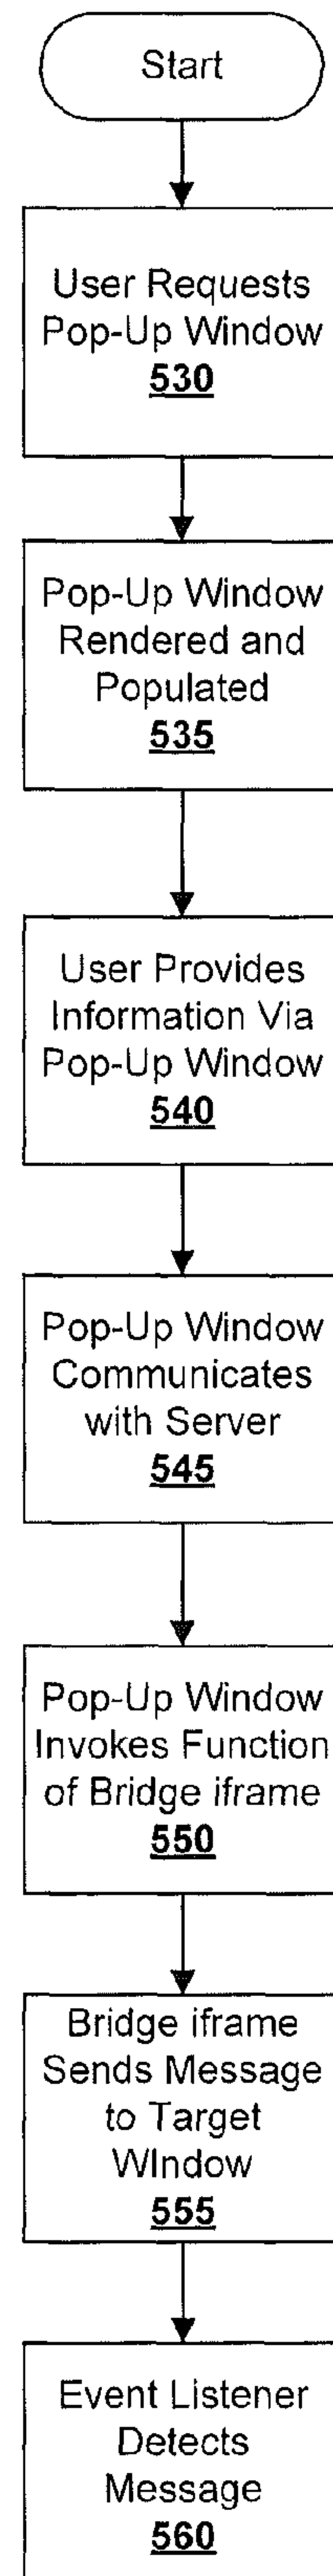 Start
User Requests
Pop-Up Window
530
Pop-Up Window
Rendered and
Populated
535
User Provides
Information Via
Pop-Up Window
540
Pop-Up Window
Communicates
with Server
545
Pop-Up Window
Invokes Function
of Bridge iframe
550
Bridge iframe
Sends Message
to Target
WIndow
555
Event Listener
Detects
Message
560